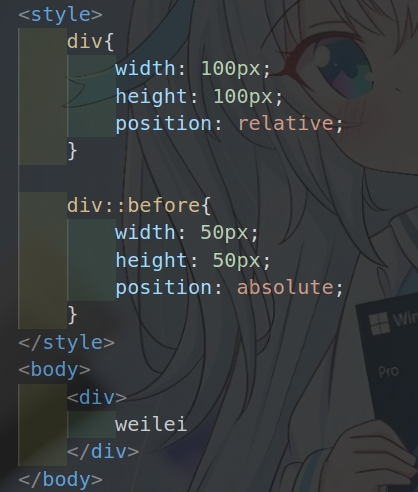 <style>
    div{
        width: 100px;
        height: 100px;
        position: relative;
    }

    div::before{
        width: 50px;
        height: 50px;
        position: absolute;
    }
</style>
<body>
    <div>
        weilei
    </div>
</body>
Win
Pro